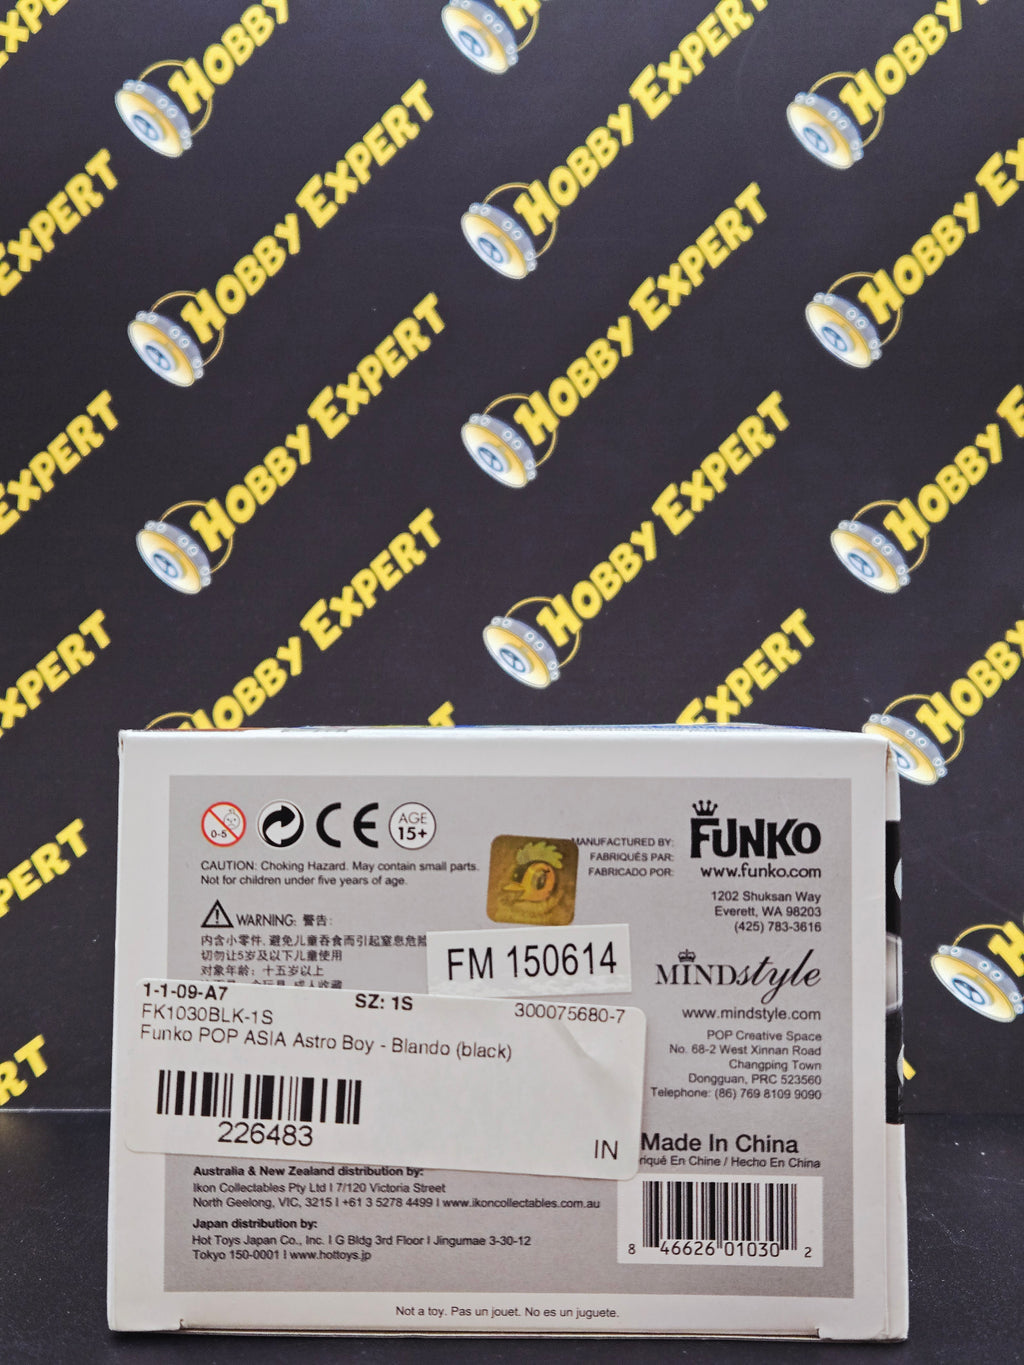 HOBBY EXPERT
0-5
CE
AGE
15+
CAUTION: Choking Hazard. May contain small parts.
Not for children under five years of age.
WARNING: 警告:
内含小零件, 避免儿童吞食而引起窒息危险
切勿让5岁及以下儿童使用
对象年龄: 十五岁以上
MANUFACTURED BY:
FABRIQUÉS PAR:
FABRICADO POR:
FUNKO
www.funko.com
1202 Shuksan Way
Everett, WA 98203
(425) 783-3616
FM 150614
MINDstyle
www.mindstyle.com
POP Creative Space
No. 68-2 West Xinnan Road
Changping Town
Dongguan, PRC 523560
Telephone: (86) 769 8109 9090
1-1-09-A7
SZ: 1S
FK1030BLK-1S
300075680-7
Funko POP ASIA Astro Boy - Blando (black)
226483
IN
Made In China
riqué En Chine / Hecho En China
Australia & New Zealand distribution by:
Ikon Collectables Pty Ltd I 7/120 Victoria Street
North Geelong, VIC, 3215 I +61 3 5278 4499 I www.ikoncollectables.com.au
Japan distribution by:
Hot Toys Japan Co., Inc. I G Bldg 3rd Floor I Jingumae 3-30-12
Tokyo 150-0001 I www.hottoys.jp
8 46626 01030 2
Not a toy. Pas un jouet. No es un juguete.